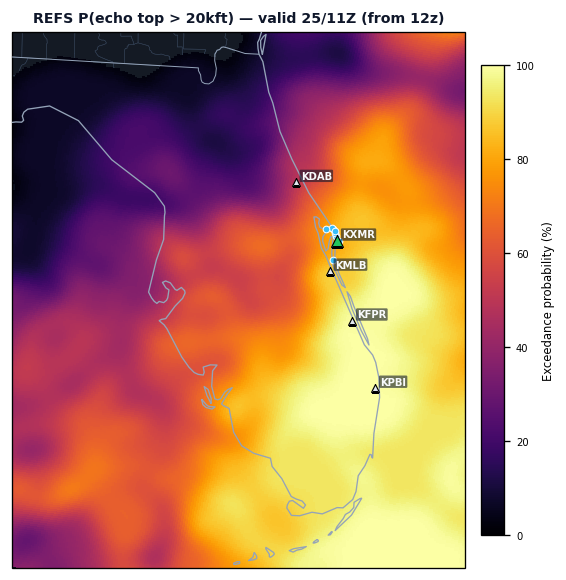 REFS P(echo top > 20kft) — valid 25/11Z (from 12z)
100
80
60
40
20
0
Exceedance probability (%)
KDAB
KXMR
KMLB
KFPR
KPBI